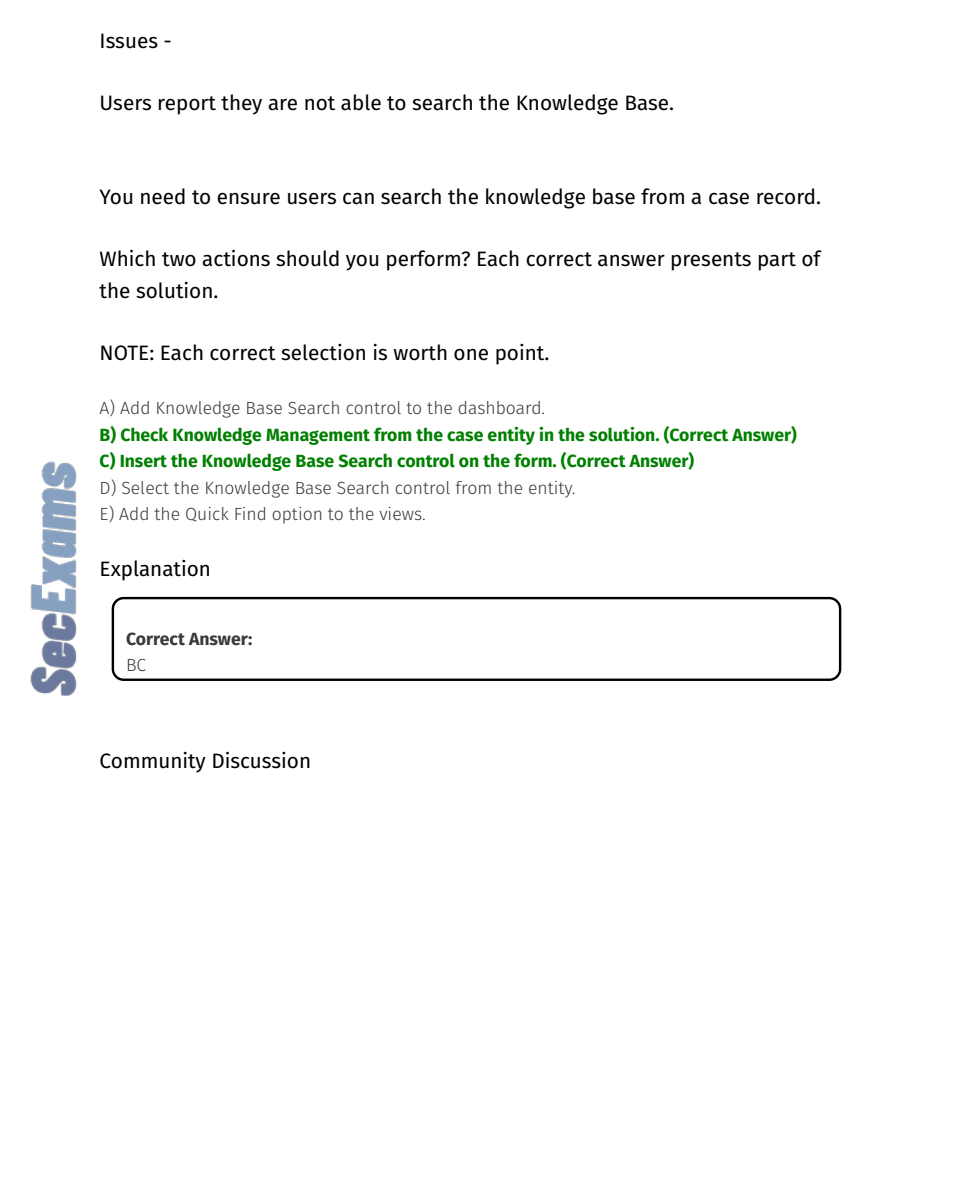 Issues -
Users report they are not able to search the Knowledge Base.
You need to ensure users can search the knowledge base from a case record.
Which two actions should you perform? Each correct answer presents part of
the solution.
NOTE: Each correct selection is worth one point.
A) Add Knowledge Base Search control to the dashboard.
B) Check Knowledge Management from the case entity in the solution. (Correct Answer)
C) Insert the Knowledge Base Search control on the form. (Correct Answer)
D) Select the Knowledge Base Search control from the entity.
E) Add the Quick Find option to the views.
SecExams
Explanation
Correct Answer:
BC
Community Discussion